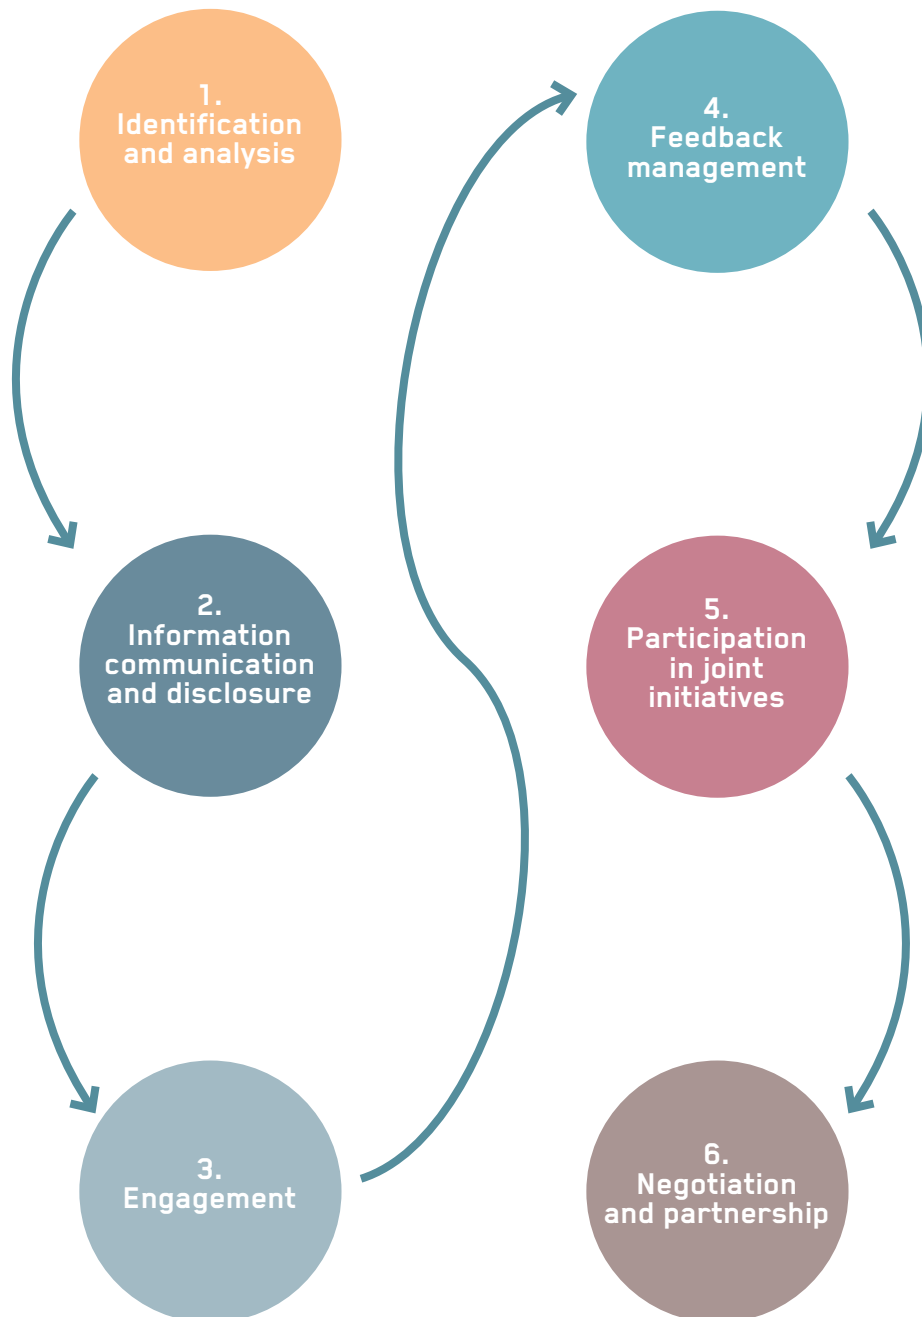 1.
Identification
and analysis
2.
Information
communication
and disclosure
3.
Engagement
4.
Feedback
management
5.
Participation
in joint
initiatives
6.
Negotiation
and partnership